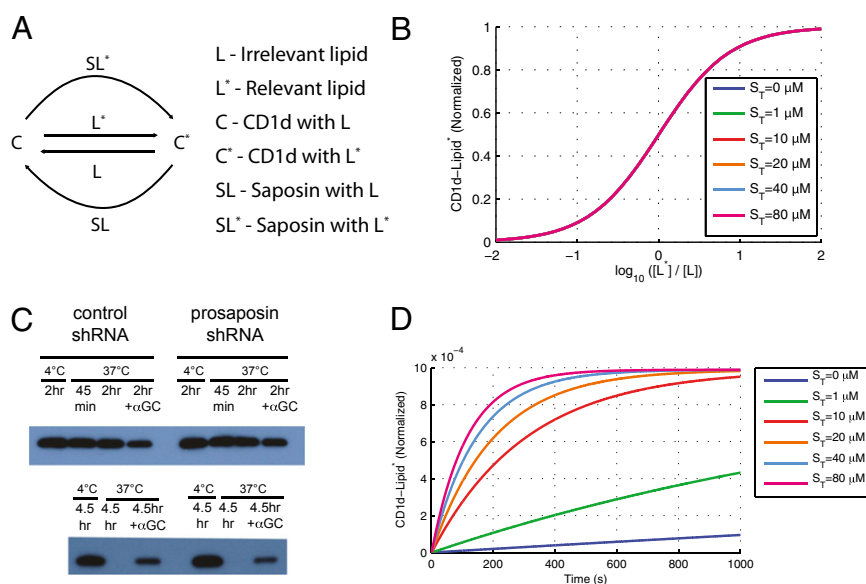 A
SL*
L*
C
C*
L
SL
L - Irrelevant lipid
L* - Relevant lipid
C - CD1d with L
C* - CD1d with L*
SL - Saposin with L
SL* - Saposin with L*
B
CD1d–Lipid* (Normalized)
1
0.8
0.6
0.4
0.2
0
−2
−1
0
1
2
log10 ([L*] / [L])
ST=0 μM
ST=1 μM
ST=10 μM
ST=20 μM
ST=40 μM
ST=80 μM
C
control shRNA
prosaposin shRNA
4°C 37°C 4°C 37°C
2hr 45 min 2hr 2hr +αGC 2hr 45 min 2hr 2hr +αGC
4°C 37°C 4°C 37°C
4.5 hr 4.5 hr 4.5hr +αGC 4.5 hr 4.5 hr 4.5hr +αGC
D
x 10−4
CD1d–Lipid* (Normalized)
10
8
6
4
2
0
0
200
400
600
800
1000
Time (s)
ST=0 μM
ST=1 μM
ST=10 μM
ST=20 μM
ST=40 μM
ST=80 μM